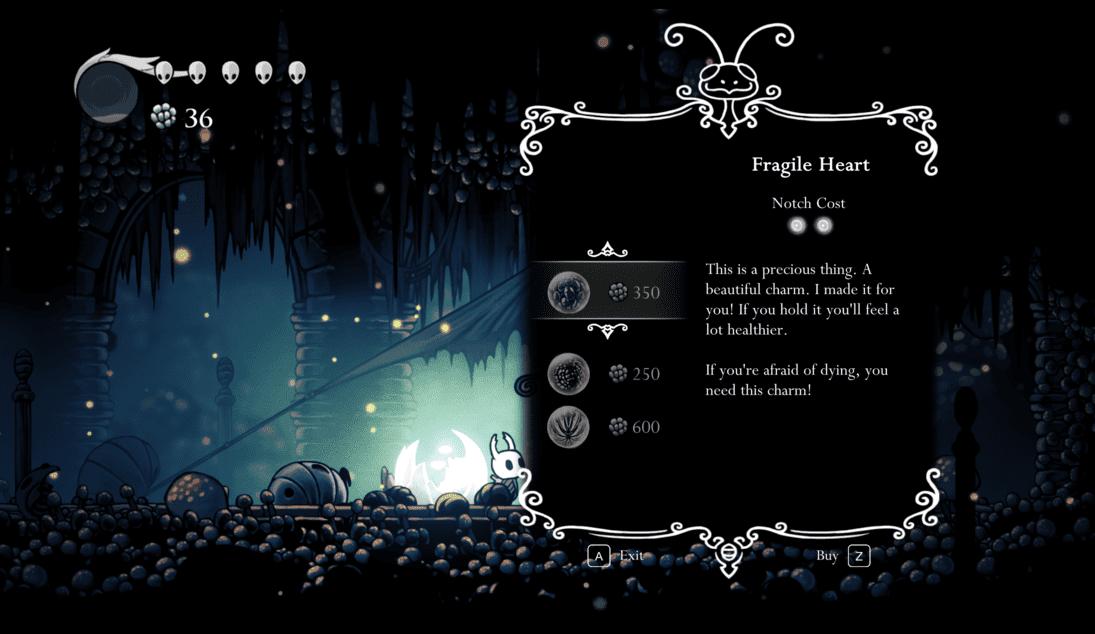 36
Fragile Heart
Notch Cost
350
250
600
This is a precious thing. A
beautiful charm. I made it for
you! If you hold it you'll feel a
lot healthier.
If you're afraid of dying, you
need this charm!
A Exit
Buy Z